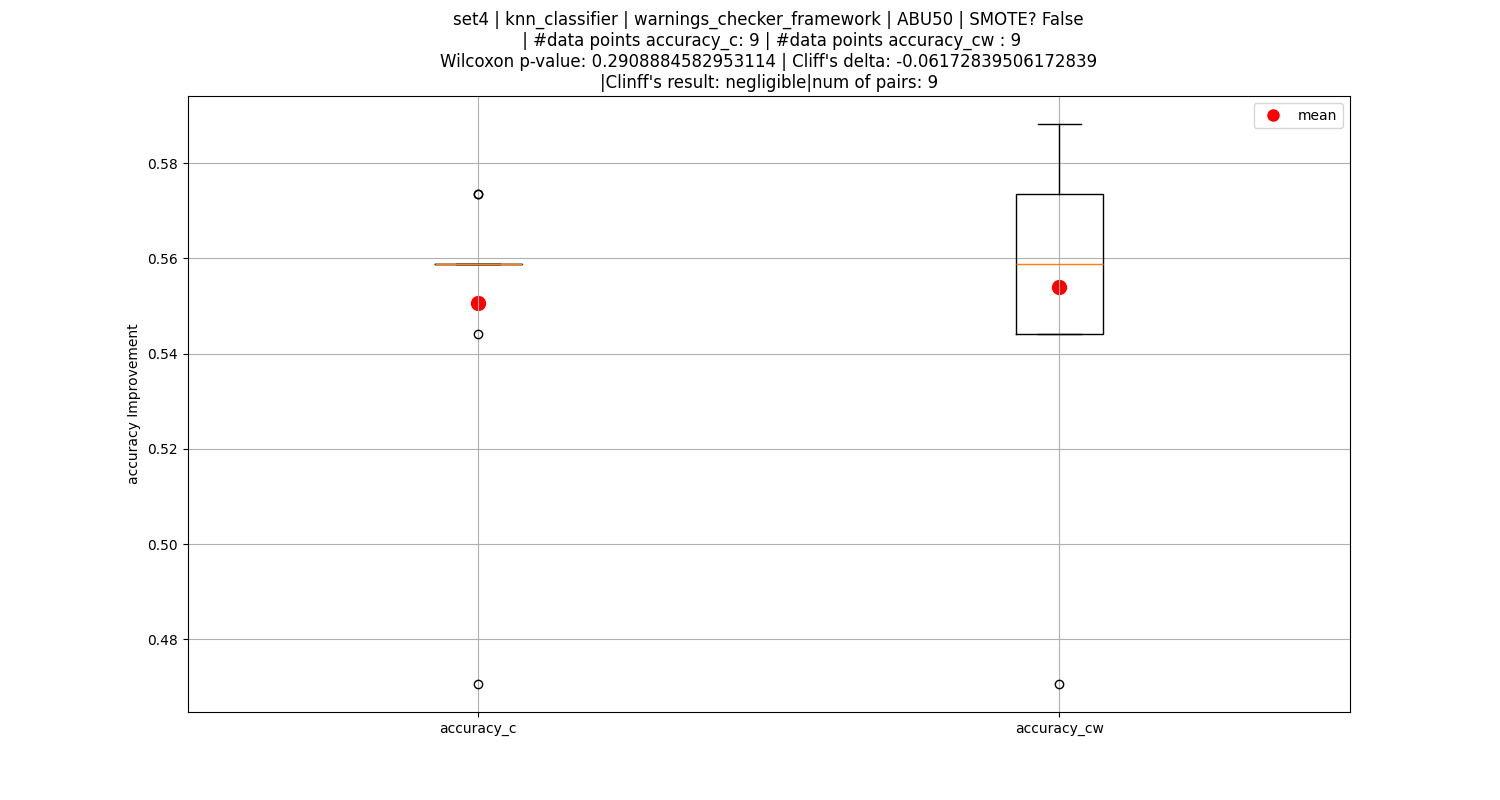 set4 | knn_classifier | warnings_checker_framework | ABU50 | SMOTE? False
| #data points accuracy_c: 9 | #data points accuracy_cw : 9
Wilcoxon p-value: 0.2908884582953114 | Cliff's delta: -0.06172839506172839
|Clinff's result: negligible|num of pairs: 9
mean
accuracy Improvement
0.58
0.56
0.54
0.52
0.50
0.48
accuracy_c
accuracy_cw